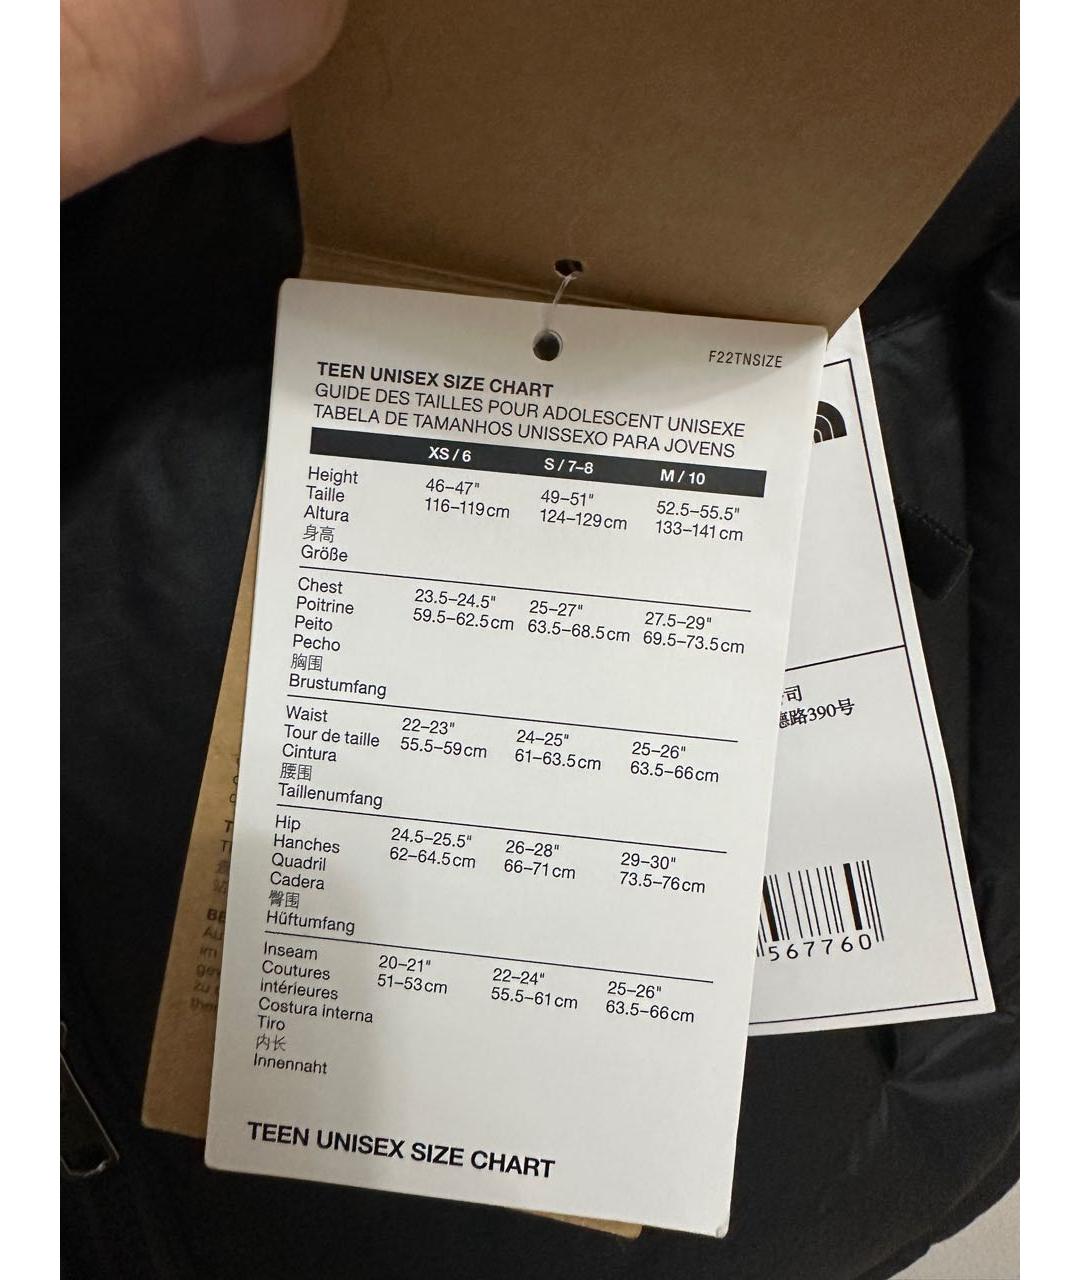 F22TNSIZE
TEEN UNISEX SIZE CHART
GUIDE DES TAILLES POUR ADOLESCENT UNISEXE
TABELA DE TAMANHOS UNISSEXO PARA JOVENS
XS / 6 S / 7–8 M / 10
Height 46–47" 49–51" 52.5–55.5"
Taille 116–119 cm 124–129 cm 133–141 cm
Altura
身高
Größe
Chest 23.5–24.5" 25–27" 27.5–29"
Poitrine 59.5–62.5 cm 63.5–68.5 cm 69.5–73.5 cm
Peito
Pecho
胸围
Brustumfang
Waist 22–23" 24–25" 25–26"
Tour de taille 55.5–59 cm 61–63.5 cm 63.5–66 cm
Cintura
腰围
Taillenumfang
Hip 24.5–25.5" 26–28" 29–30"
Hanches 62–64.5 cm 66–71 cm 73.5–76 cm
Quadril
Cadera
臀围
Hüftumfang
Inseam 20–21" 22–24" 25–26"
Coutures 51–53 cm 55.5–61 cm 63.5–66 cm
intérieures
Costura interna
Tiro
内长
Innennaht
TEEN UNISEX SIZE CHART
司
路390号
567760